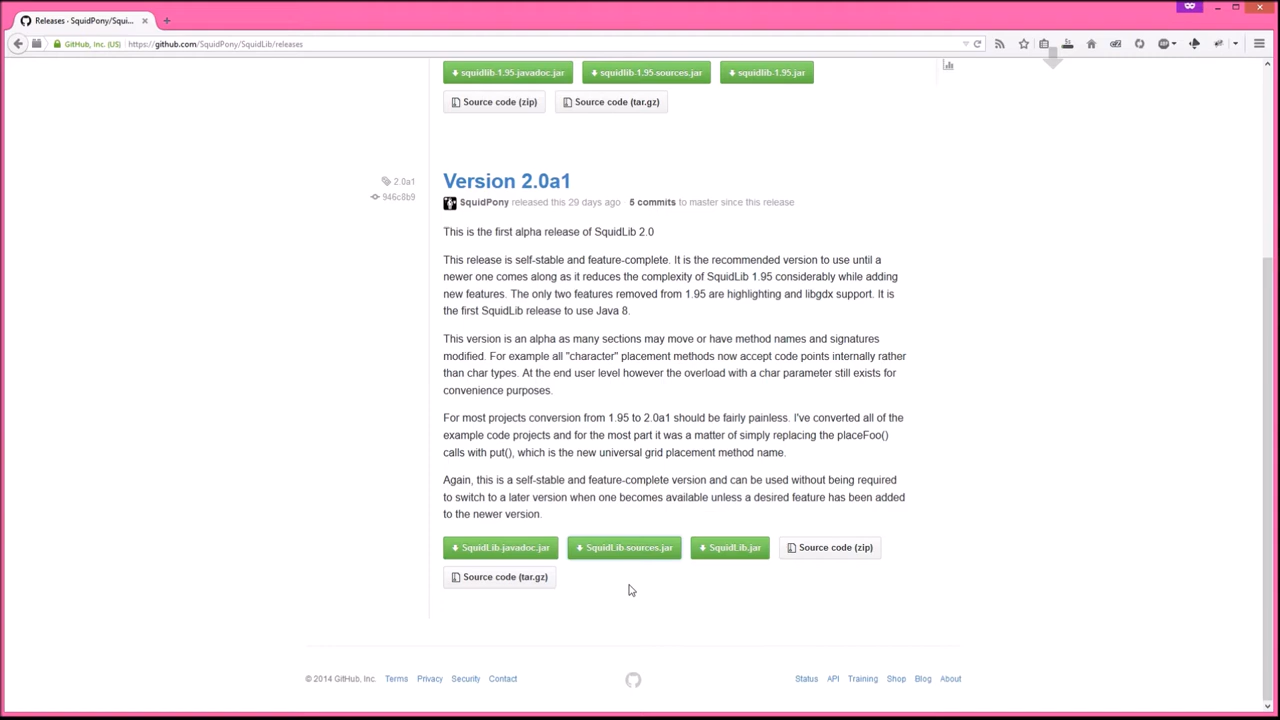 Releases · SquidPony/Squi...
GitHub, Inc. (US)
https://github.com/SquidPony/SquidLib/releases
squidlib-1.95-javadoc.jar
squidlib-1.95-sources.jar
squidlib-1.95.jar
Source code (zip)
Source code (tar.gz)
2.0a1
946c8b9
Version 2.0a1
SquidPony released this 29 days ago · 5 commits to master since this release
This is the first alpha release of SquidLib 2.0
This release is self-stable and feature-complete. It is the recommended version to use until a
newer one comes along as it reduces the complexity of SquidLib 1.95 considerably while adding
new features. The only two features removed from 1.95 are highlighting and libgdx support. It is
the first SquidLib release to use Java 8.
This version is an alpha as many sections may move or have method names and signatures
modified. For example all "character" placement methods now accept code points internally rather
than char types. At the end user level however the overload with a char parameter still exists for
convenience purposes.
For most projects conversion from 1.95 to 2.0a1 should be fairly painless. I've converted all of the
example code projects and for the most part it was a matter of simply replacing the placeFoo()
calls with put(), which is the new universal grid placement method name.
Again, this is a self-stable and feature-complete version and can be used without being required
to switch to a later version when one becomes available unless a desired feature has been added
to the newer version.
SquidLib-javadoc.jar
SquidLib-sources.jar
SquidLib.jar
Source code (zip)
Source code (tar.gz)
© 2014 GitHub, Inc.
Terms
Privacy
Security
Contact
Status
API
Training
Shop
Blog
About